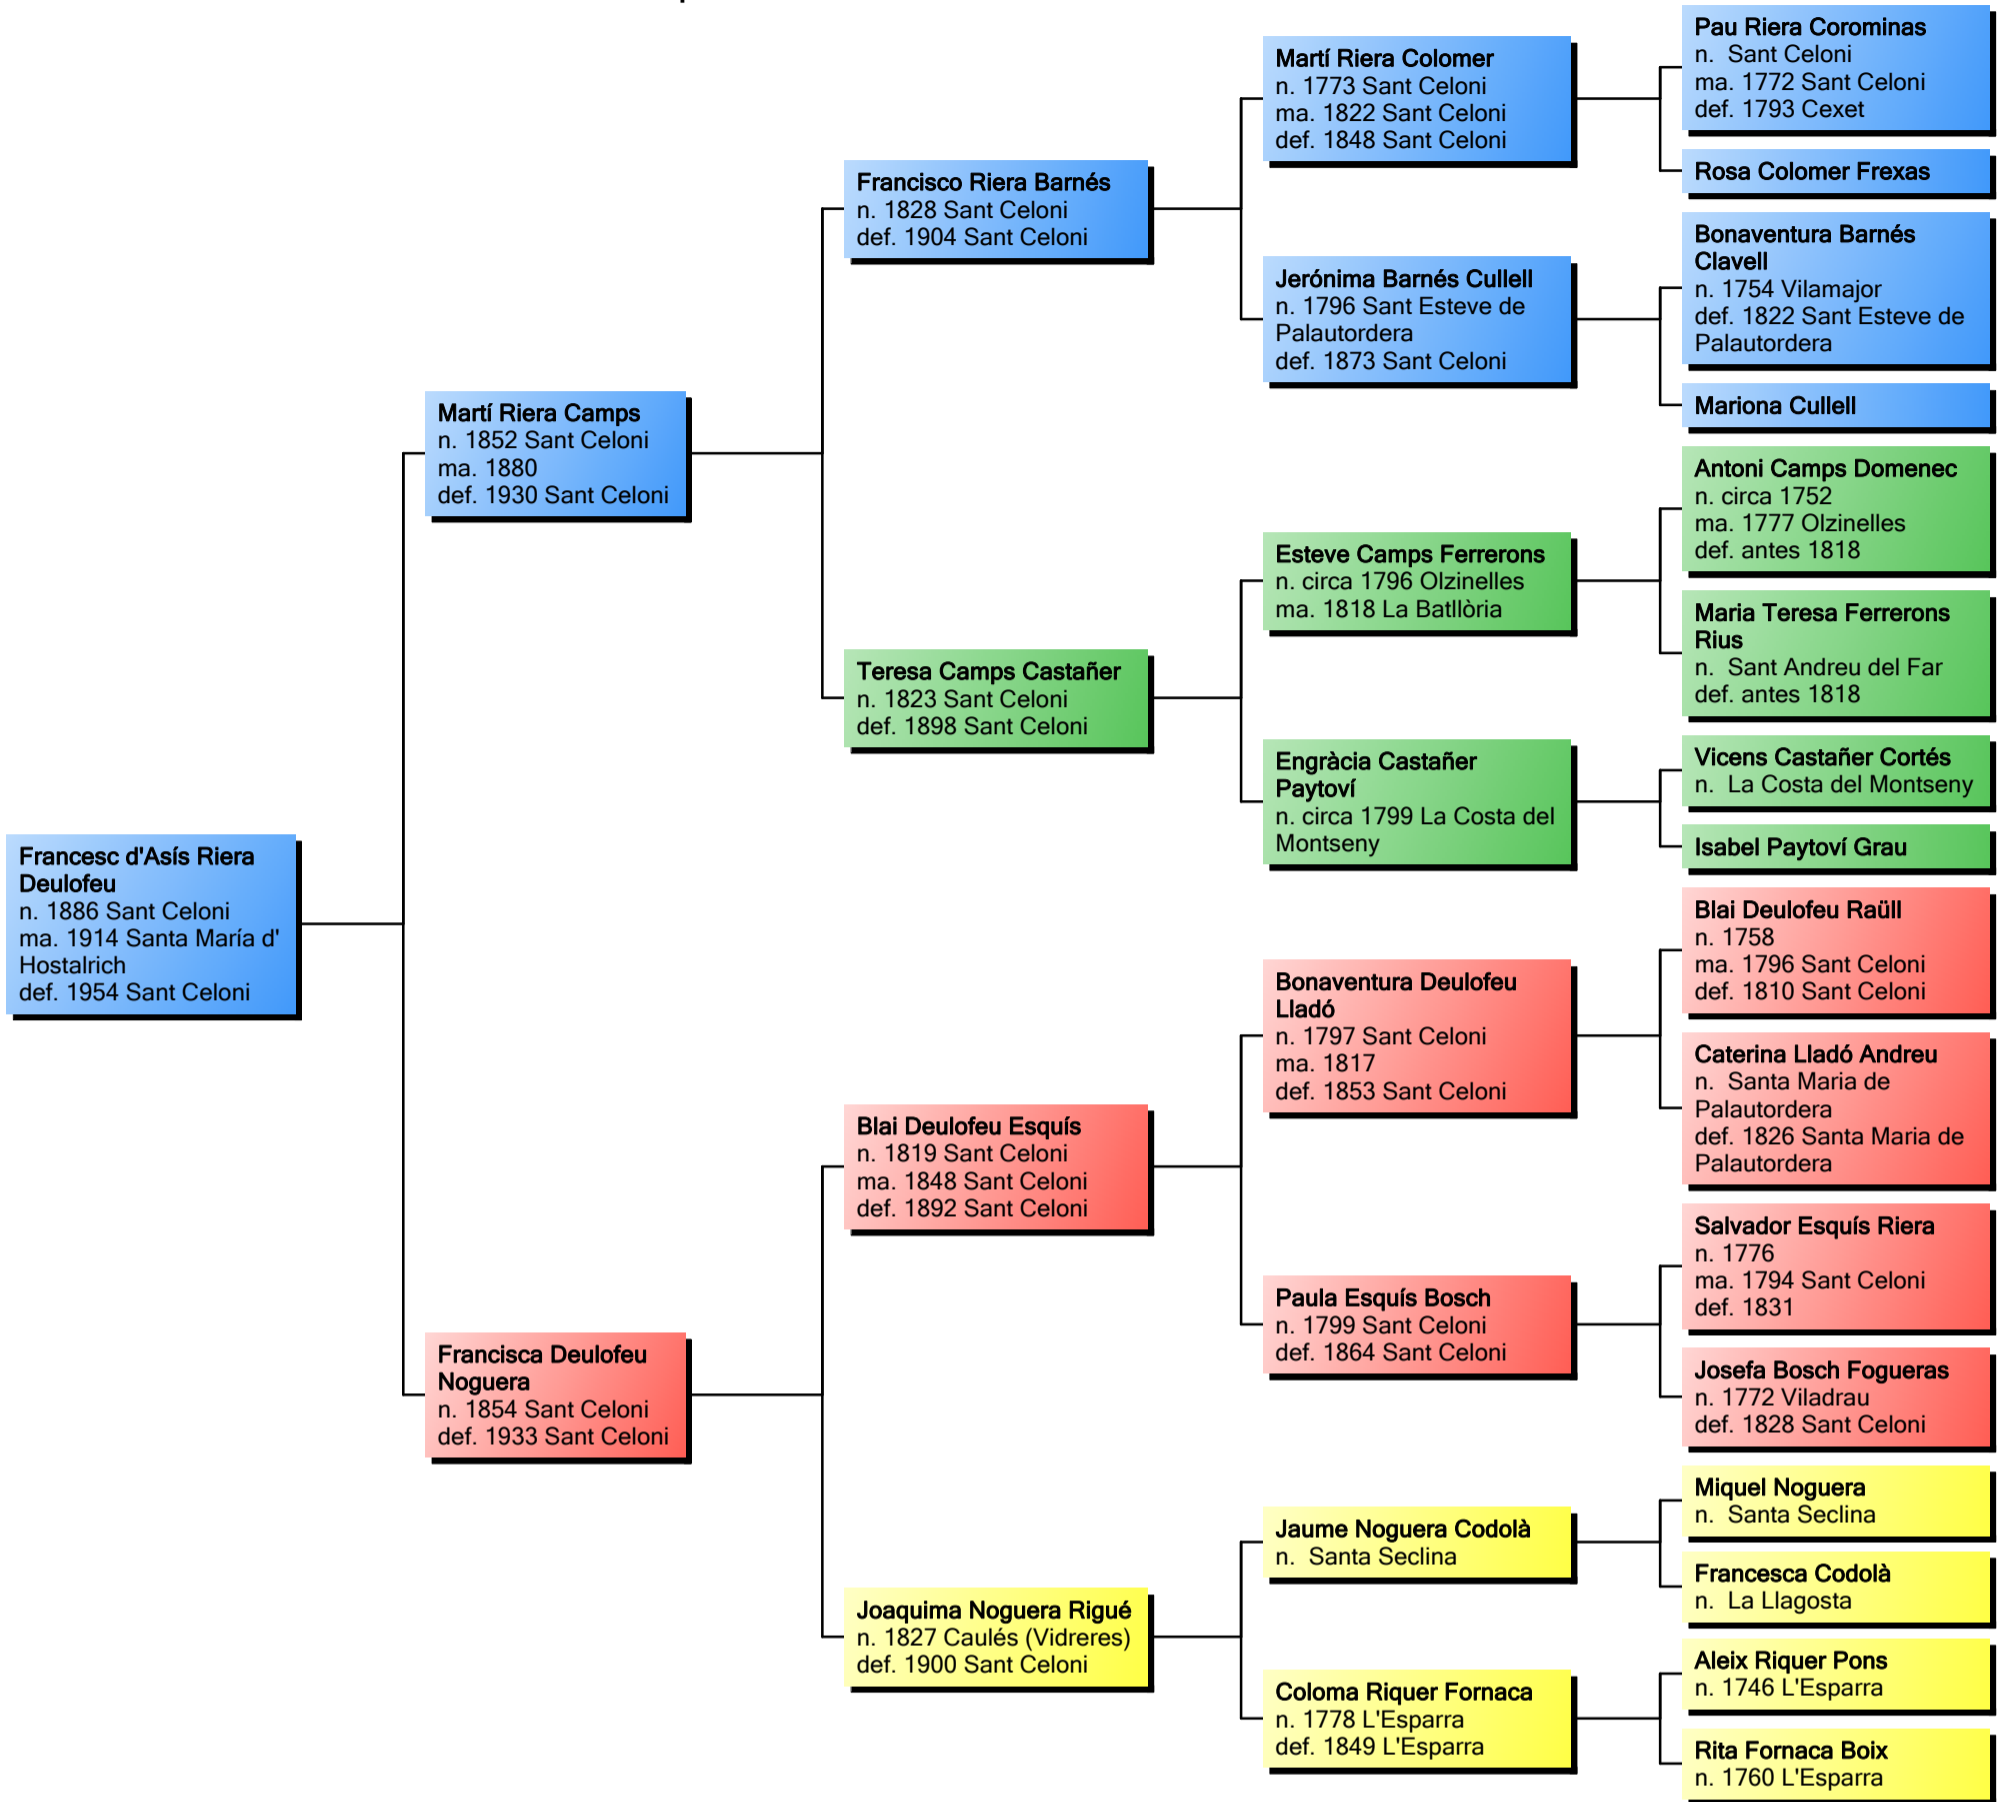 Francesc d'Asís Riera
Deulofeu
n. 1886 Sant Celoni
ma. 1914 Santa María d'
Hostalrich
def. 1954 Sant Celoni
Martí Riera Camps
n. 1852 Sant Celoni
ma. 1880
def. 1930 Sant Celoni
Francisca Deulofeu
Noguera
n. 1854 Sant Celoni
def. 1933 Sant Celoni
Francisco Riera Barnés
n. 1828 Sant Celoni
def. 1904 Sant Celoni
Teresa Camps Castañer
n. 1823 Sant Celoni
def. 1898 Sant Celoni
Blai Deulofeu Esquís
n. 1819 Sant Celoni
ma. 1848 Sant Celoni
def. 1892 Sant Celoni
Joaquima Noguera Rigué
n. 1827 Caulés (Vidreres)
def. 1900 Sant Celoni
Martí Riera Colomer
n. 1773 Sant Celoni
ma. 1822 Sant Celoni
def. 1848 Sant Celoni
Jerónima Barnés Cullell
n. 1796 Sant Esteve de
Palautordera
def. 1873 Sant Celoni
Esteve Camps Ferrerons
n. circa 1796 Olzinelles
ma. 1818 La Batllòria
Engràcia Castañer
Paytoví
n. circa 1799 La Costa del
Montseny
Bonaventura Deulofeu
Lladó
n. 1797 Sant Celoni
ma. 1817
def. 1853 Sant Celoni
Paula Esquís Bosch
n. 1799 Sant Celoni
def. 1864 Sant Celoni
Jaume Noguera Codolà
n.  Santa Seclina
Coloma Riquer Fornaca
n. 1778 L'Esparra
def. 1849 L'Esparra
Pau Riera Corominas
n.  Sant Celoni
ma. 1772 Sant Celoni
def. 1793 Cexet
Rosa Colomer Frexas
Bonaventura Barnés
Clavell
n. 1754 Vilamajor
def. 1822 Sant Esteve de
Palautordera
Mariona Cullell
Antoni Camps Domenec
n. circa 1752
ma. 1777 Olzinelles
def. antes 1818
Maria Teresa Ferrerons
Rius
n.  Sant Andreu del Far
def. antes 1818
Vicens Castañer Cortés
n.  La Costa del Montseny
Isabel Paytoví Grau
Blai Deulofeu Raüll
n. 1758
ma. 1796 Sant Celoni
def. 1810 Sant Celoni
Caterina Lladó Andreu
n.  Santa Maria de
Palautordera
def. 1826 Santa Maria de
Palautordera
Salvador Esquís Riera
n. 1776
ma. 1794 Sant Celoni
def. 1831
Josefa Bosch Fogueras
n. 1772 Viladrau
def. 1828 Sant Celoni
Miquel Noguera
n.  Santa Seclina
Francesca Codolà
n.  La Llagosta
Aleix Riquer Pons
n. 1746 L'Esparra
Rita Fornaca Boix
n. 1760 L'Esparra